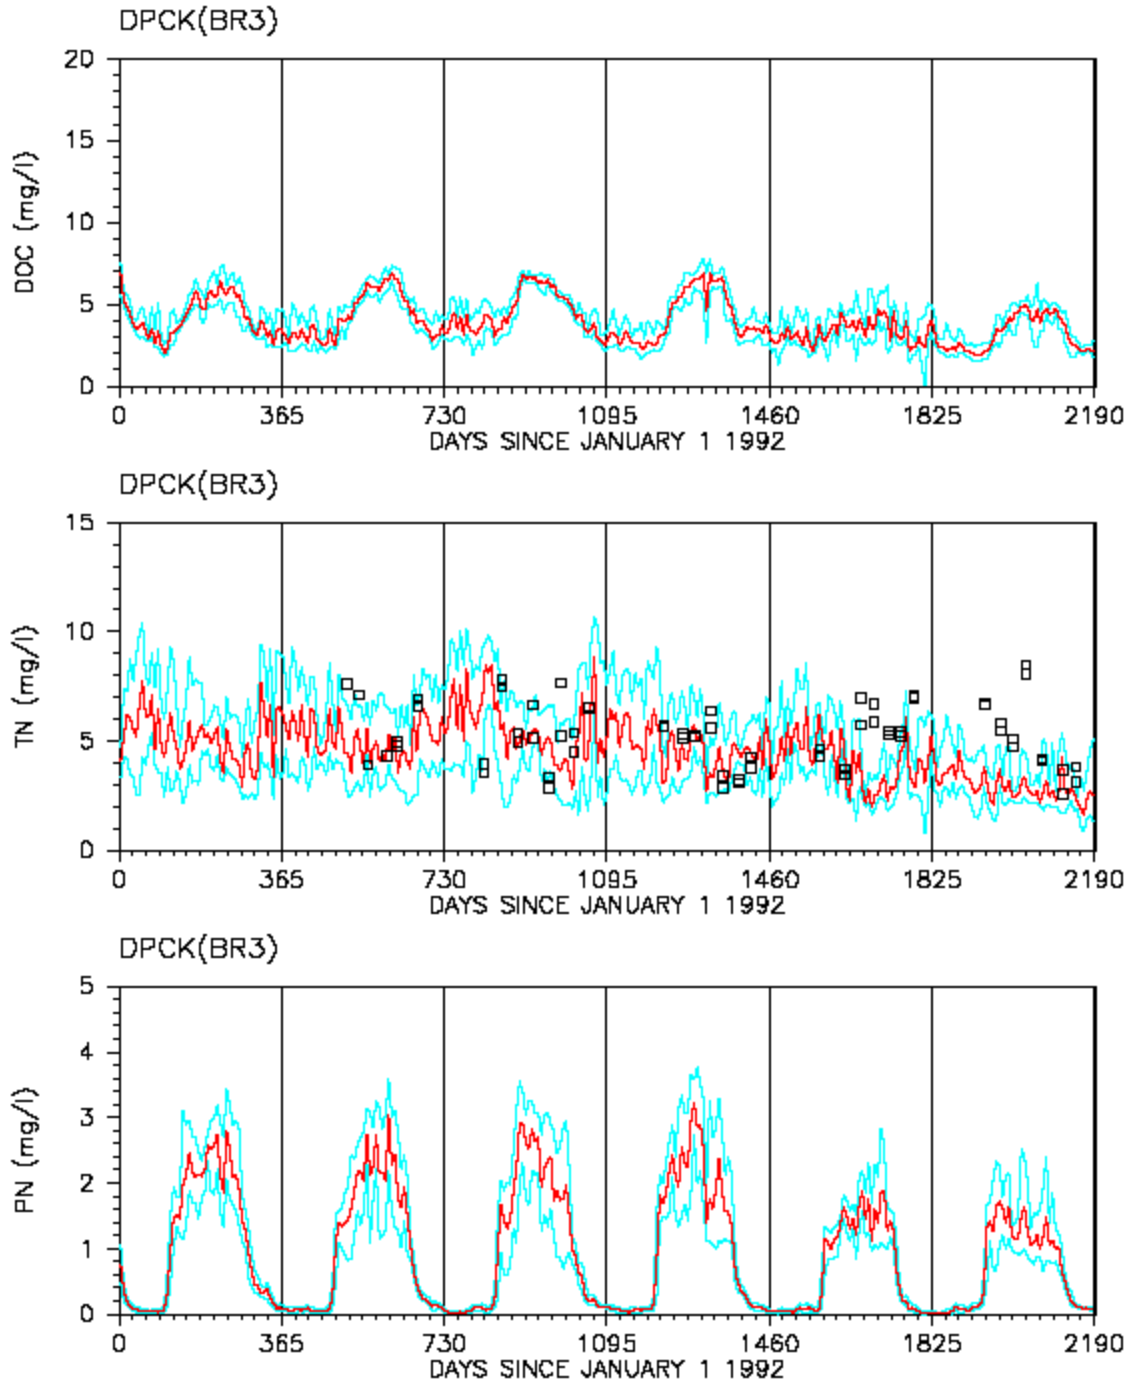 DPCK(BR3)
20
15
10
5
0
DOC (mg/l)
0 365 730 1095 1460 1825 2190
DAYS SINCE JANUARY 1 1992
DPCK(BR3)
15
10
5
0
TN (mg/l)
0 365 730 1095 1460 1825 2190
DAYS SINCE JANUARY 1 1992
DPCK(BR3)
5
4
3
2
1
0
PN (mg/l)
0 365 730 1095 1460 1825 2190
DAYS SINCE JANUARY 1 1992